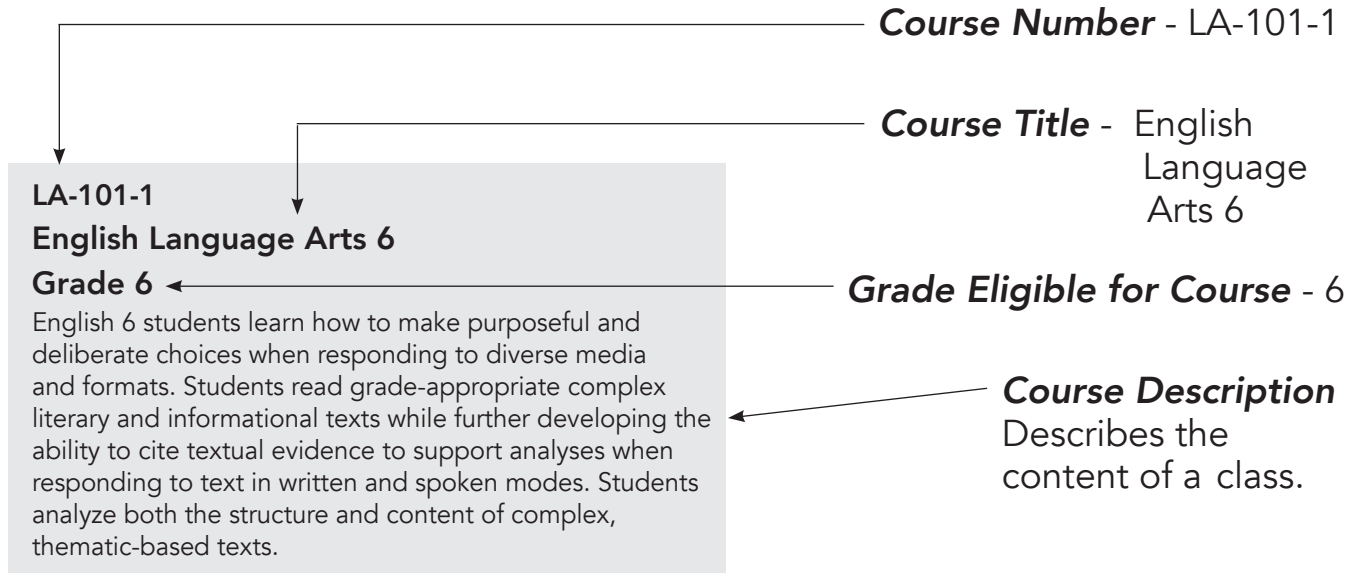 Course Number - LA-101-1
Course Title - English
Language
Arts 6
LA-101-1
English Language Arts 6
Grade 6
Grade Eligible for Course - 6
English 6 students learn how to make purposeful and
deliberate choices when responding to diverse media
and formats. Students read grade-appropriate complex
literary and informational texts while further developing the
ability to cite textual evidence to support analyses when
responding to text in written and spoken modes. Students
analyze both the structure and content of complex,
thematic-based texts.
Course Description
Describes the
content of a class.